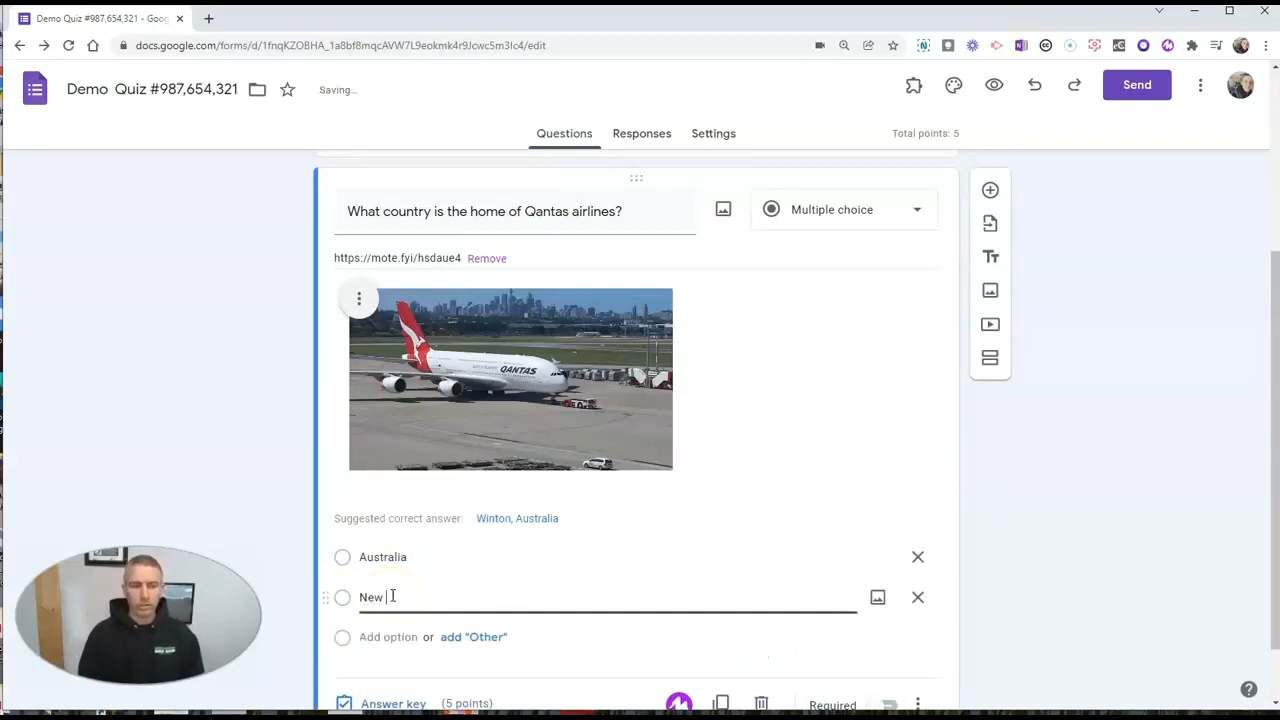 Demo Quiz #987,654,321 - Goog
docs.google.com/forms/d/1fnqKZOBHA_1a8bf8mqcAVW7L9eokmk4r9Jcwc5m3lc4/edit
Demo Quiz #987,654,321
Saving...
Send
Questions
Responses
Settings
Total points: 5
What country is the home of Qantas airlines?
Multiple choice
https://mote.fyi/hsdaue4 Remove
QANTAS
Suggested correct answer: Winton, Australia
Australia
New
Add option or add "Other"
Answer key (5 points)
Required